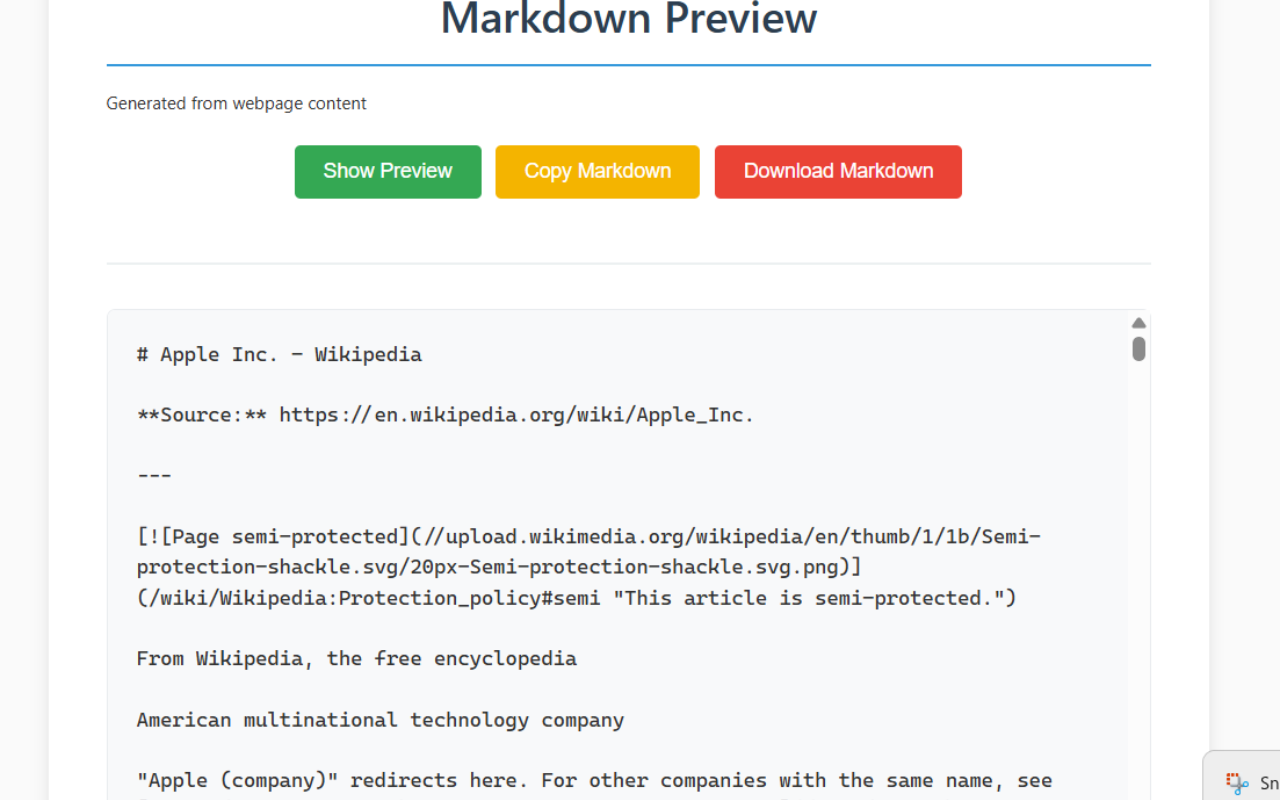 Markdown Preview
Generated from webpage content
Show Preview Copy Markdown Download Markdown
# Apple Inc. - Wikipedia
**Source:** https://en.wikipedia.org/wiki/Apple_Inc.
---
[![Page semi-protected](//upload.wikimedia.org/wikipedia/en/thumb/1/1b/Semi-
protection-shackle.svg/20px-Semi-protection-shackle.svg.png)]
(/wiki/Wikipedia:Protection_policy#semi "This article is semi-protected.")
From Wikipedia, the free encyclopedia
American multinational technology company
"Apple (company)" redirects here. For other companies with the same name, see
Sn